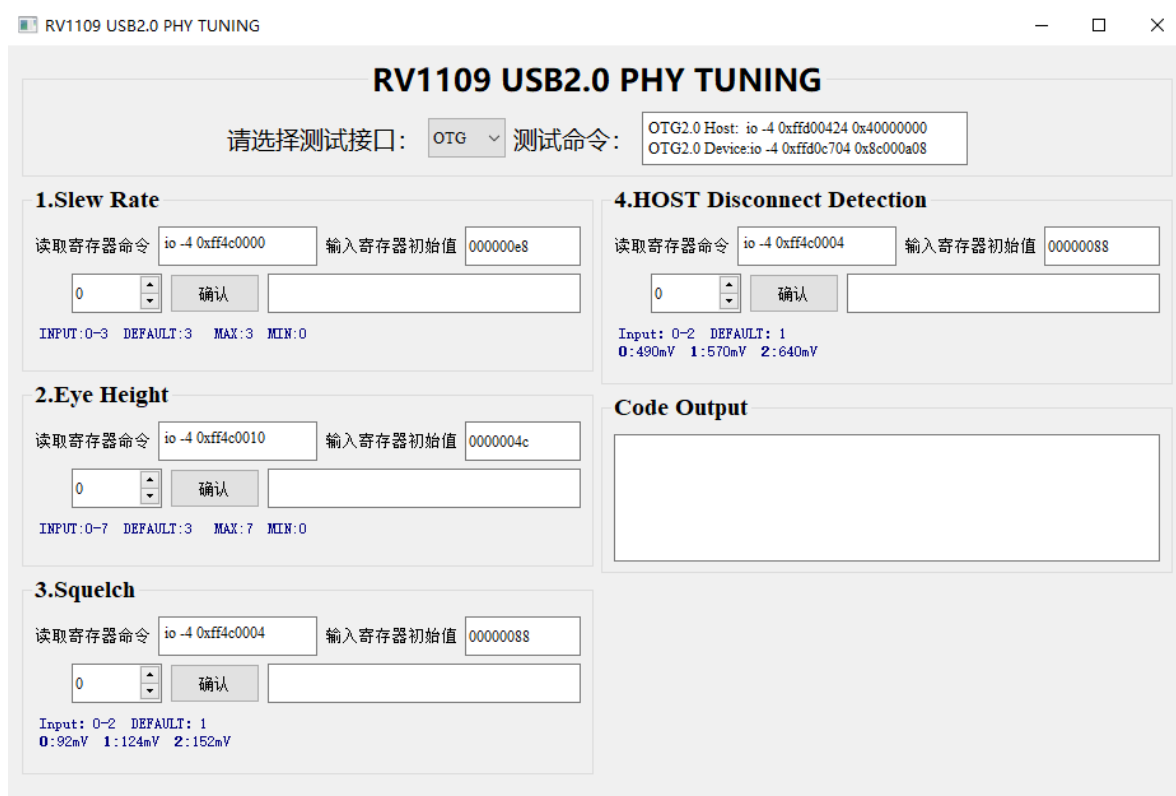 RV1109 USB2.0 PHY TUNING
RV1109 USB2.0 PHY TUNING
请选择测试接口： OTG 测试命令： OTG2.0 Host: io -4 0xffd00424 0x40000000
OTG2.0 Device:io -4 0xffd0c704 0x8c000a08
1.Slew Rate
读取寄存器命令 io -4 0xff4c0000 输入寄存器初始值 000000e8
0 确认
INPUT:0-3 DEFAULT:3 MAX:3 MIN:0
2.Eye Height
读取寄存器命令 io -4 0xff4c0010 输入寄存器初始值 0000004c
0 确认
INPUT:0-7 DEFAULT:3 MAX:7 MIN:0
3.Squelch
读取寄存器命令 io -4 0xff4c0004 输入寄存器初始值 00000088
0 确认
Input: 0-2 DEFAULT: 1
0:92mV 1:124mV 2:152mV
4.HOST Disconnect Detection
读取寄存器命令 io -4 0xff4c0004 输入寄存器初始值 00000088
0 确认
Input: 0-2 DEFAULT: 1
0:490mV 1:570mV 2:640mV
Code Output